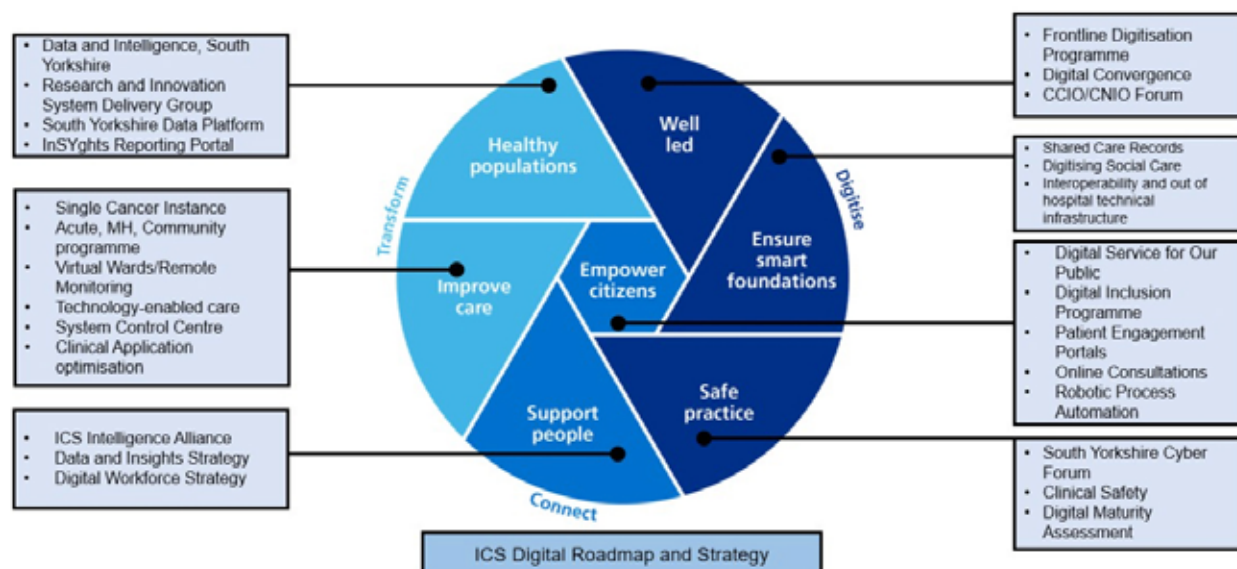 • Data and Intelligence, South
Yorkshire
• Research and Innovation
System Delivery Group
• South Yorkshire Data Platform
• InSYghts Reporting Portal
• Single Cancer Instance
• Acute, MH, Community
programme
• Virtual Wards/Remote
Monitoring
• Technology-enabled care
• System Control Centre
• Clinical Application
optimisation
• ICS Intelligence Alliance
• Data and Insights Strategy
• Digital Workforce Strategy
Transform
Healthy
populations
Well
led
Digitise
Improve
care
Empower
citizens
Ensure
smart
foundations
Support
people
Safe
practice
Connect
• Frontline Digitisation
Programme
• Digital Convergence
• CCIO/CNIO Forum
• Shared Care Records
• Digitising Social Care
• Interoperability and out of
hospital technical
infrastructure
• Digital Service for Our
Public
• Digital Inclusion
Programme
• Patient Engagement
Portals
• Online Consultations
• Robotic Process
Automation
• South Yorkshire Cyber
Forum
• Clinical Safety
• Digital Maturity
Assessment
ICS Digital Roadmap and Strategy